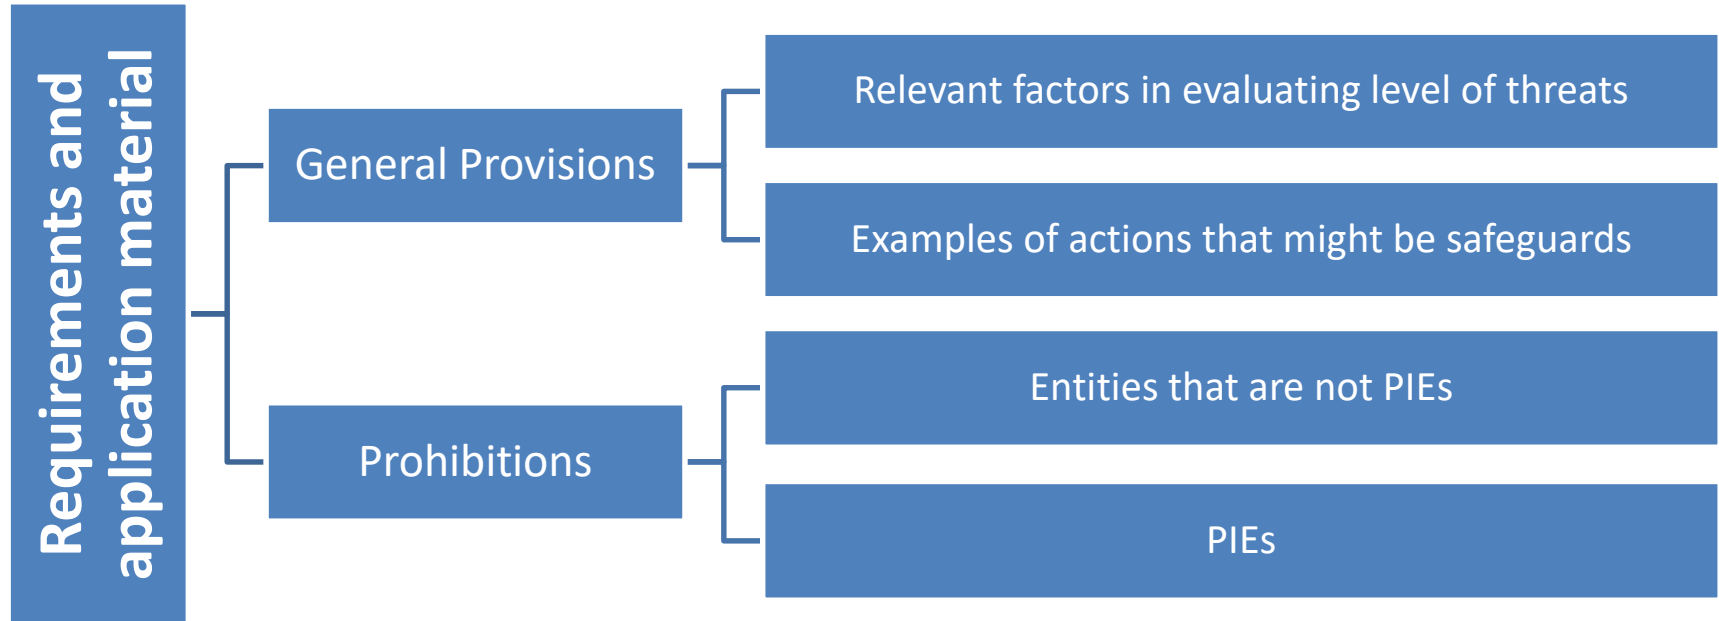 Requirements and
application material
General Provisions
Relevant factors in evaluating level of threats
Examples of actions that might be safeguards
Prohibitions
Entities that are not PIEs
PIEs